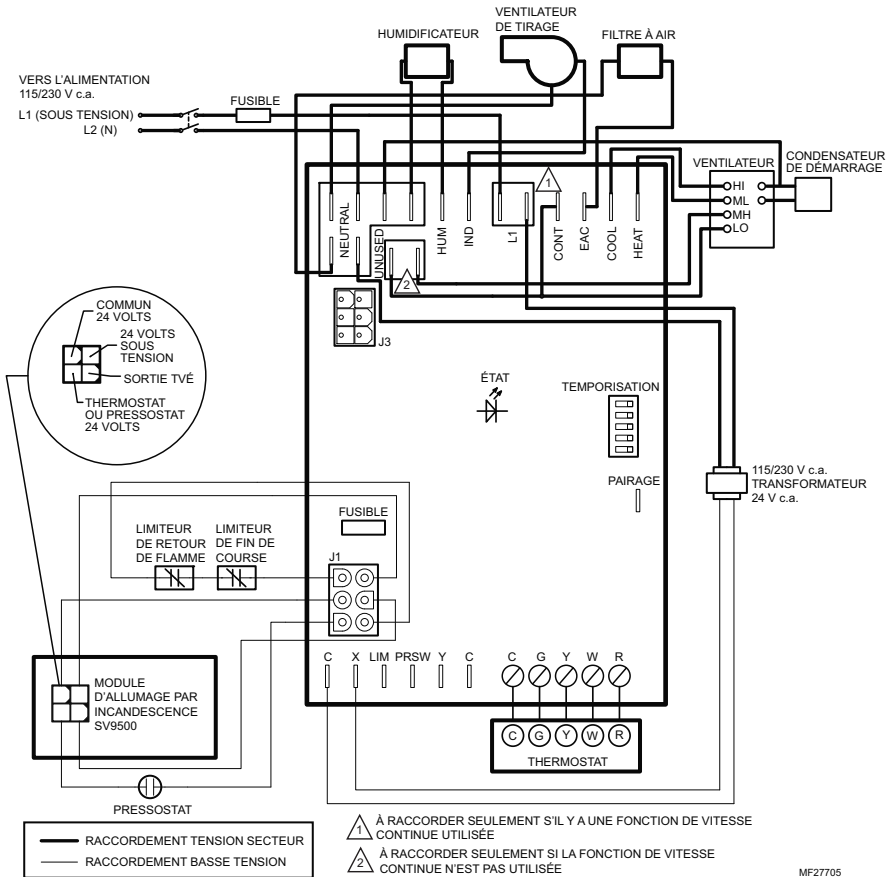 VENTILATEUR
DE TIRAGE
HUMIDIFICATEUR
FILTRE À AIR
VERS L'ALIMENTATION
115/230 V c.a.
L1 (SOUS TENSION)
L2 (N)
FUSIBLE
VENTILATEUR
CONDENSATEUR
DE DÉMARRAGE
HI
ML
MH
LO
NEUTRAL
UNUSED
HUM
IND
L1
1
CONT
EAC
COOL
HEAT
2
J3
COMMUN
24 VOLTS
24 VOLTS
SOUS
TENSION
SORTIE TVÉ
THERMOSTAT
OU PRESSOSTAT
24 VOLTS
ÉTAT
TEMPORISATION
PAIRAGE
115/230 V c.a.
TRANSFORMATEUR
24 V c.a.
FUSIBLE
LIMITEUR
DE RETOUR
DE FLAMME
LIMITEUR
DE FIN DE
COURSE
J1
C X LIM PRSW Y C
C G Y W R
C G Y W R
THERMOSTAT
MODULE
D'ALLUMAGE PAR
INCANDESCENCE
SV9500
PRESSOSTAT
RACCORDEMENT TENSION SECTEUR
RACCORDEMENT BASSE TENSION
1 À RACCORDER SEULEMENT S'IL Y A UNE FONCTION DE VITESSE
CONTINUE UTILISÉE
2 À RACCORDER SEULEMENT SI LA FONCTION DE VITESSE
CONTINUE N'EST PAS UTILISÉE
MF27705